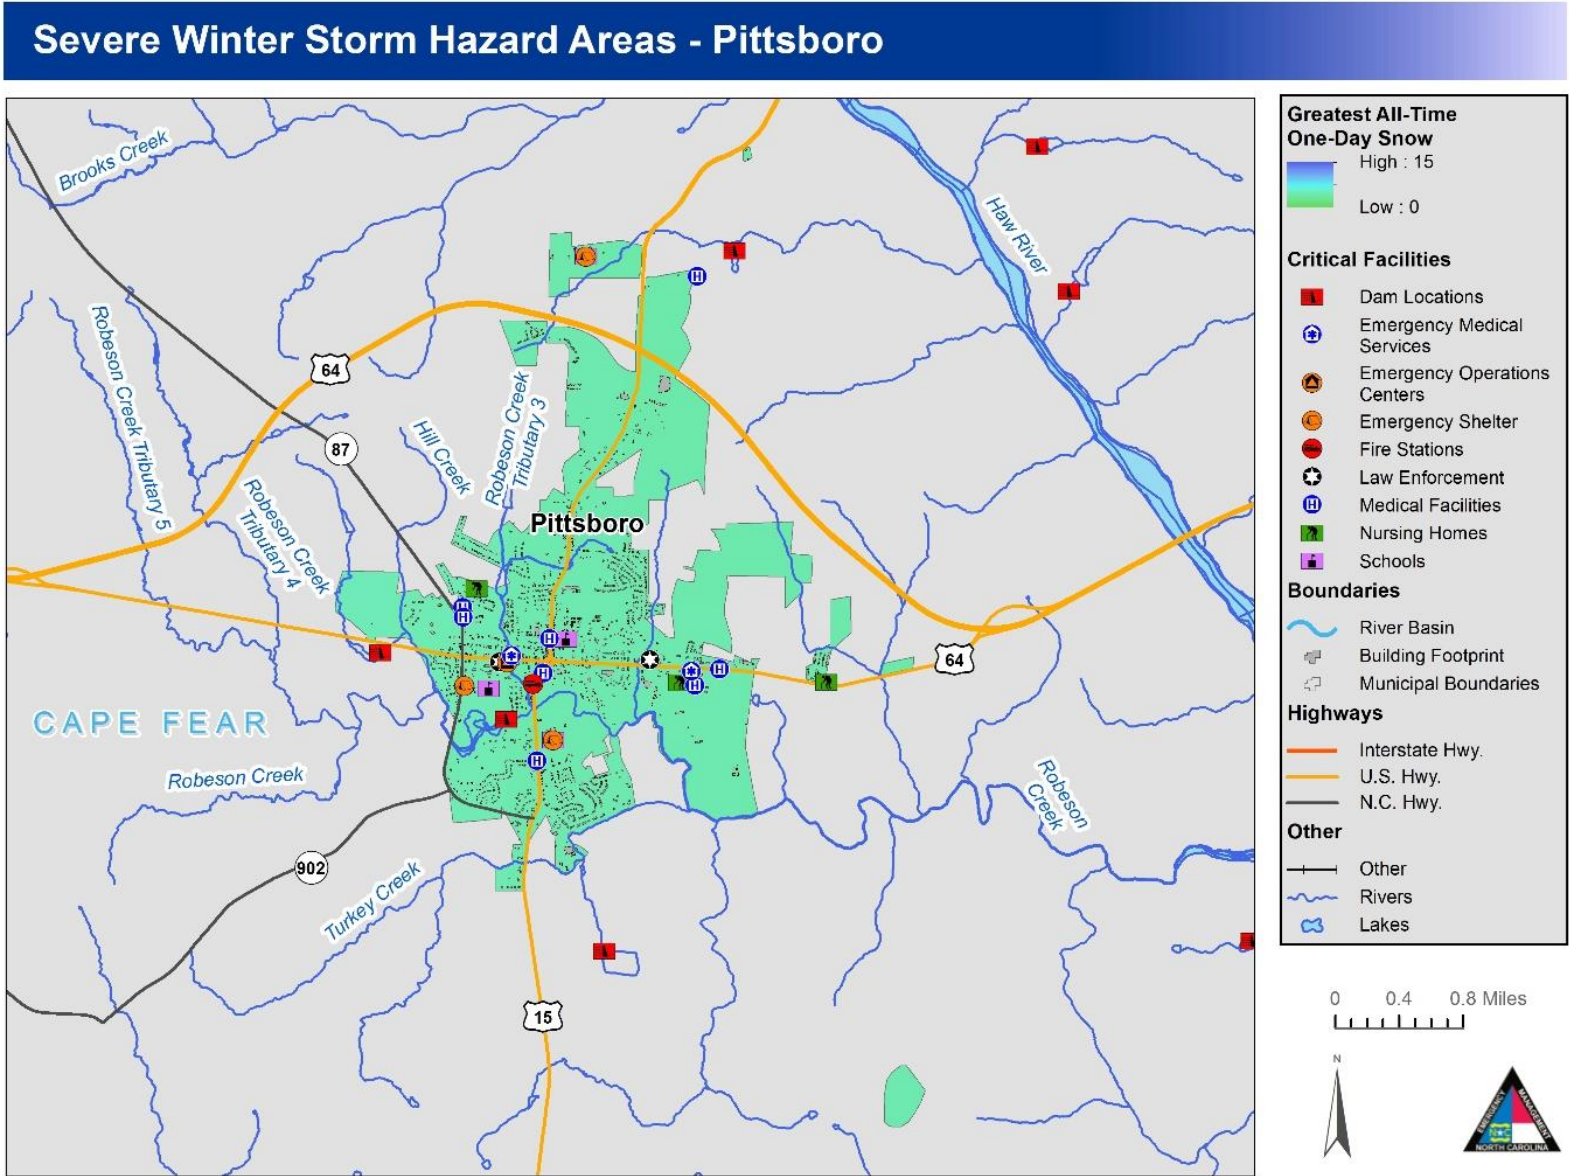 Severe Winter Storm Hazard Areas - Pittsboro
Brooks Creek
Haw River
Robeson Creek Tributary 5
64
87
Hill Creek
Robeson Creek
Tributary 3
Robeson Creek
Tributary 4
Pittsboro
64
CAPE FEAR
Robeson Creek
Robeson
Creek
902
Turkey Creek
15
Greatest All-Time
One-Day Snow
High : 15
Low : 0
Critical Facilities
Dam Locations
Emergency Medical
Services
Emergency Operations
Centers
Emergency Shelter
Fire Stations
Law Enforcement
H Medical Facilities
Nursing Homes
Schools
Boundaries
River Basin
Building Footprint
Municipal Boundaries
Highways
Interstate Hwy.
U.S. Hwy.
N.C. Hwy.
Other
Other
Rivers
Lakes
0 0.4 0.8 Miles
N
EMERGENCY
MANAGEMENT
NORTH CAROLINA